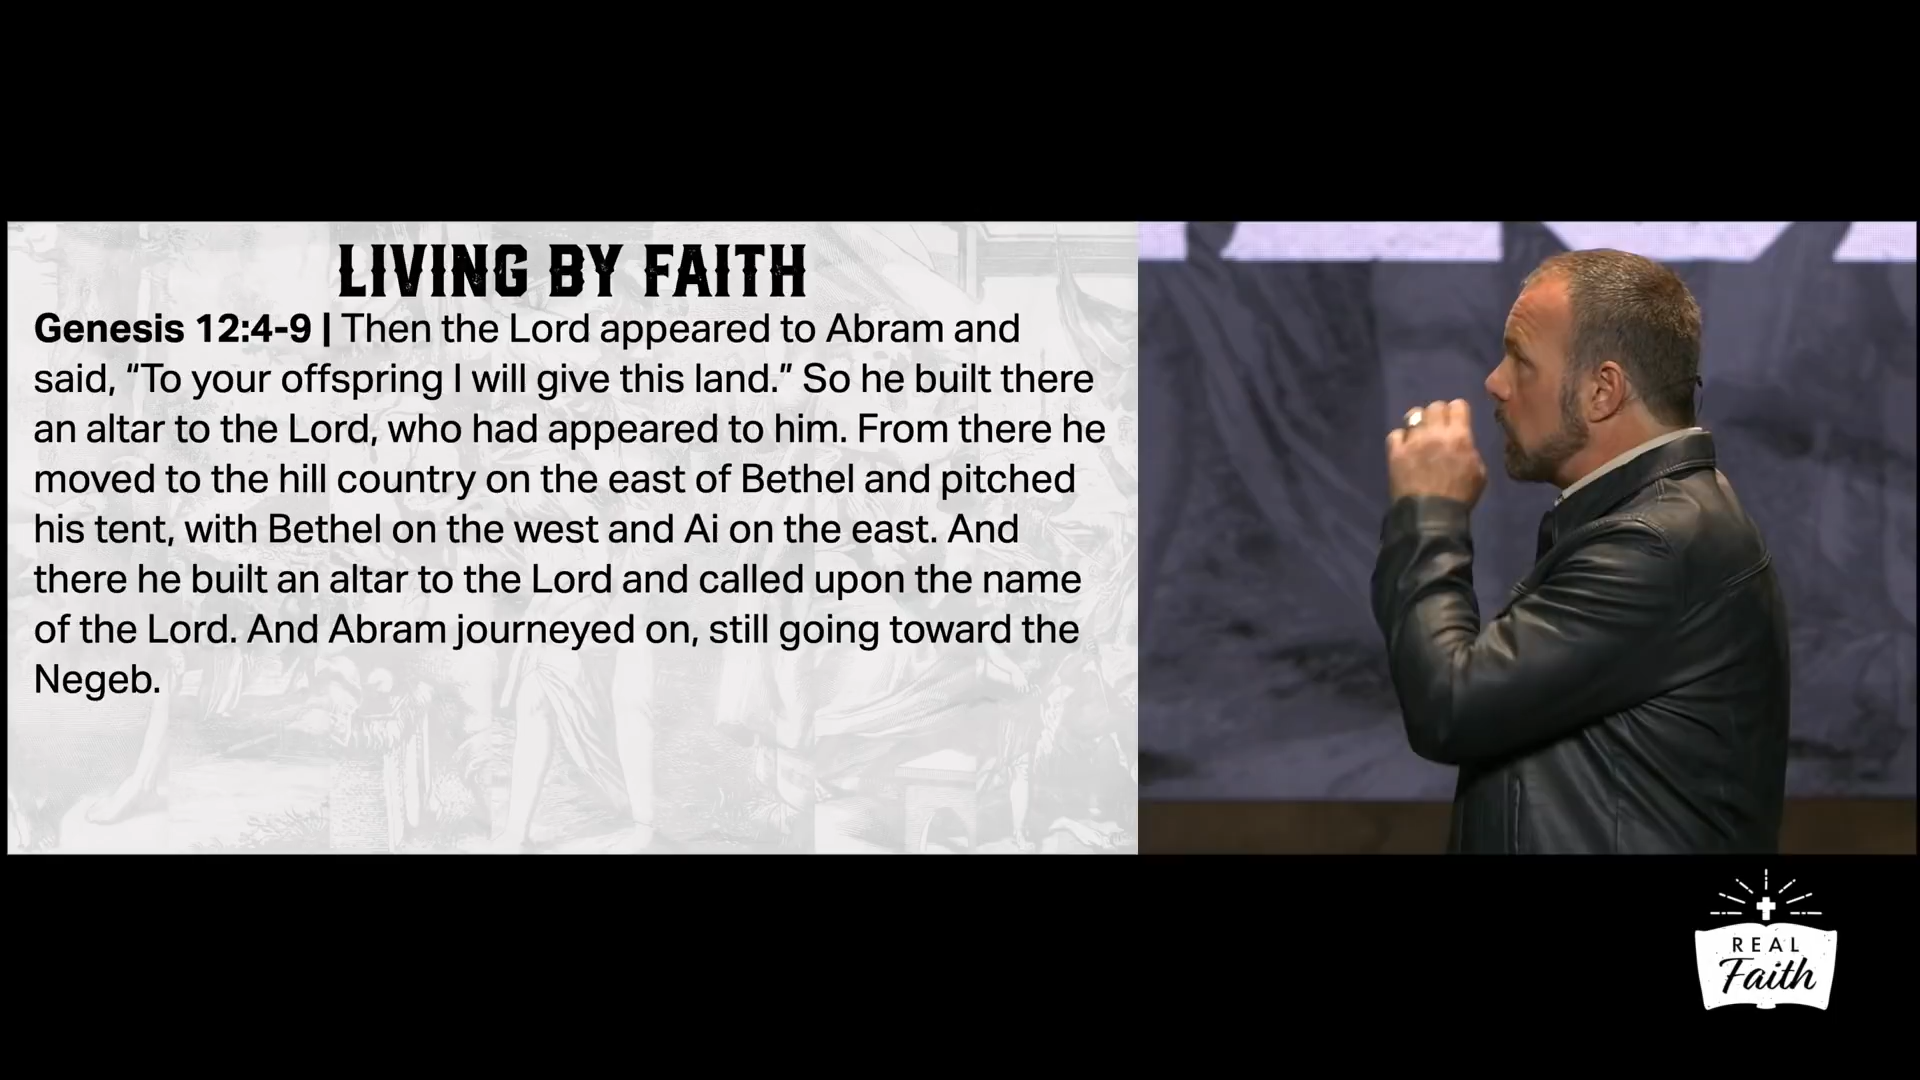 LIVING BY FAITH
Genesis 12:4-9 | Then the Lord appeared to Abram and
said, “To your offspring I will give this land.” So he built there
an altar to the Lord, who had appeared to him. From there he
moved to the hill country on the east of Bethel and pitched
his tent, with Bethel on the west and Ai on the east. And
there he built an altar to the Lord and called upon the name
of the Lord. And Abram journeyed on, still going toward the
Negeb.
REAL
Faith